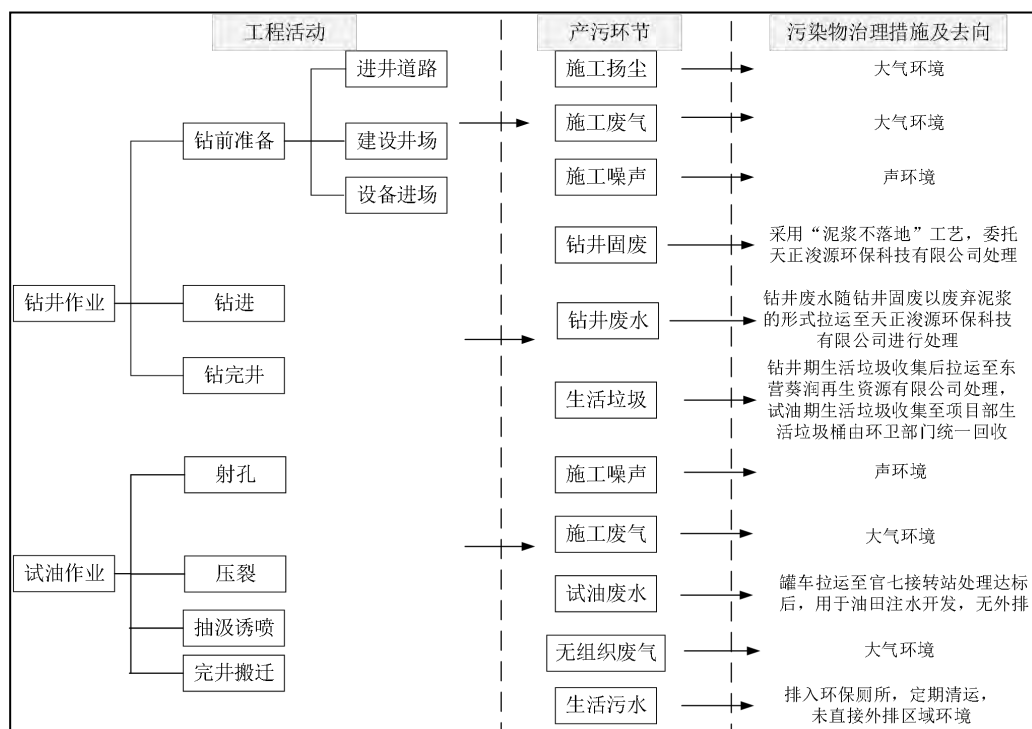 工程活动
产污环节
污染物治理措施及去向
进井道路
施工扬尘
大气环境
钻前准备
建设井场
施工废气
大气环境
设备进场
施工噪声
声环境
钻井固废
采用“泥浆不落地”工艺，委托
天正浚源环保科技有限公司处理
钻井作业
钻进
钻井废水
钻井废水随钻井固废以废弃泥浆
的形式拉运至天正浚源环保科技
有限公司进行处理
钻完井
生活垃圾
钻井期生活垃圾收集后拉运至东
营葵润再生资源有限公司处理，
试油期生活垃圾收集至项目部生
活垃圾桶由环卫部门统一回收
射孔
施工噪声
声环境
施工废气
大气环境
试油作业
压裂
试油废水
罐车拉运至官七接转站处理达标
后，用于油田注水开发，无外排
抽汲诱喷
无组织废气
大气环境
完井搬迁
生活污水
排入环保厕所，定期清运，
未直接外排区域环境